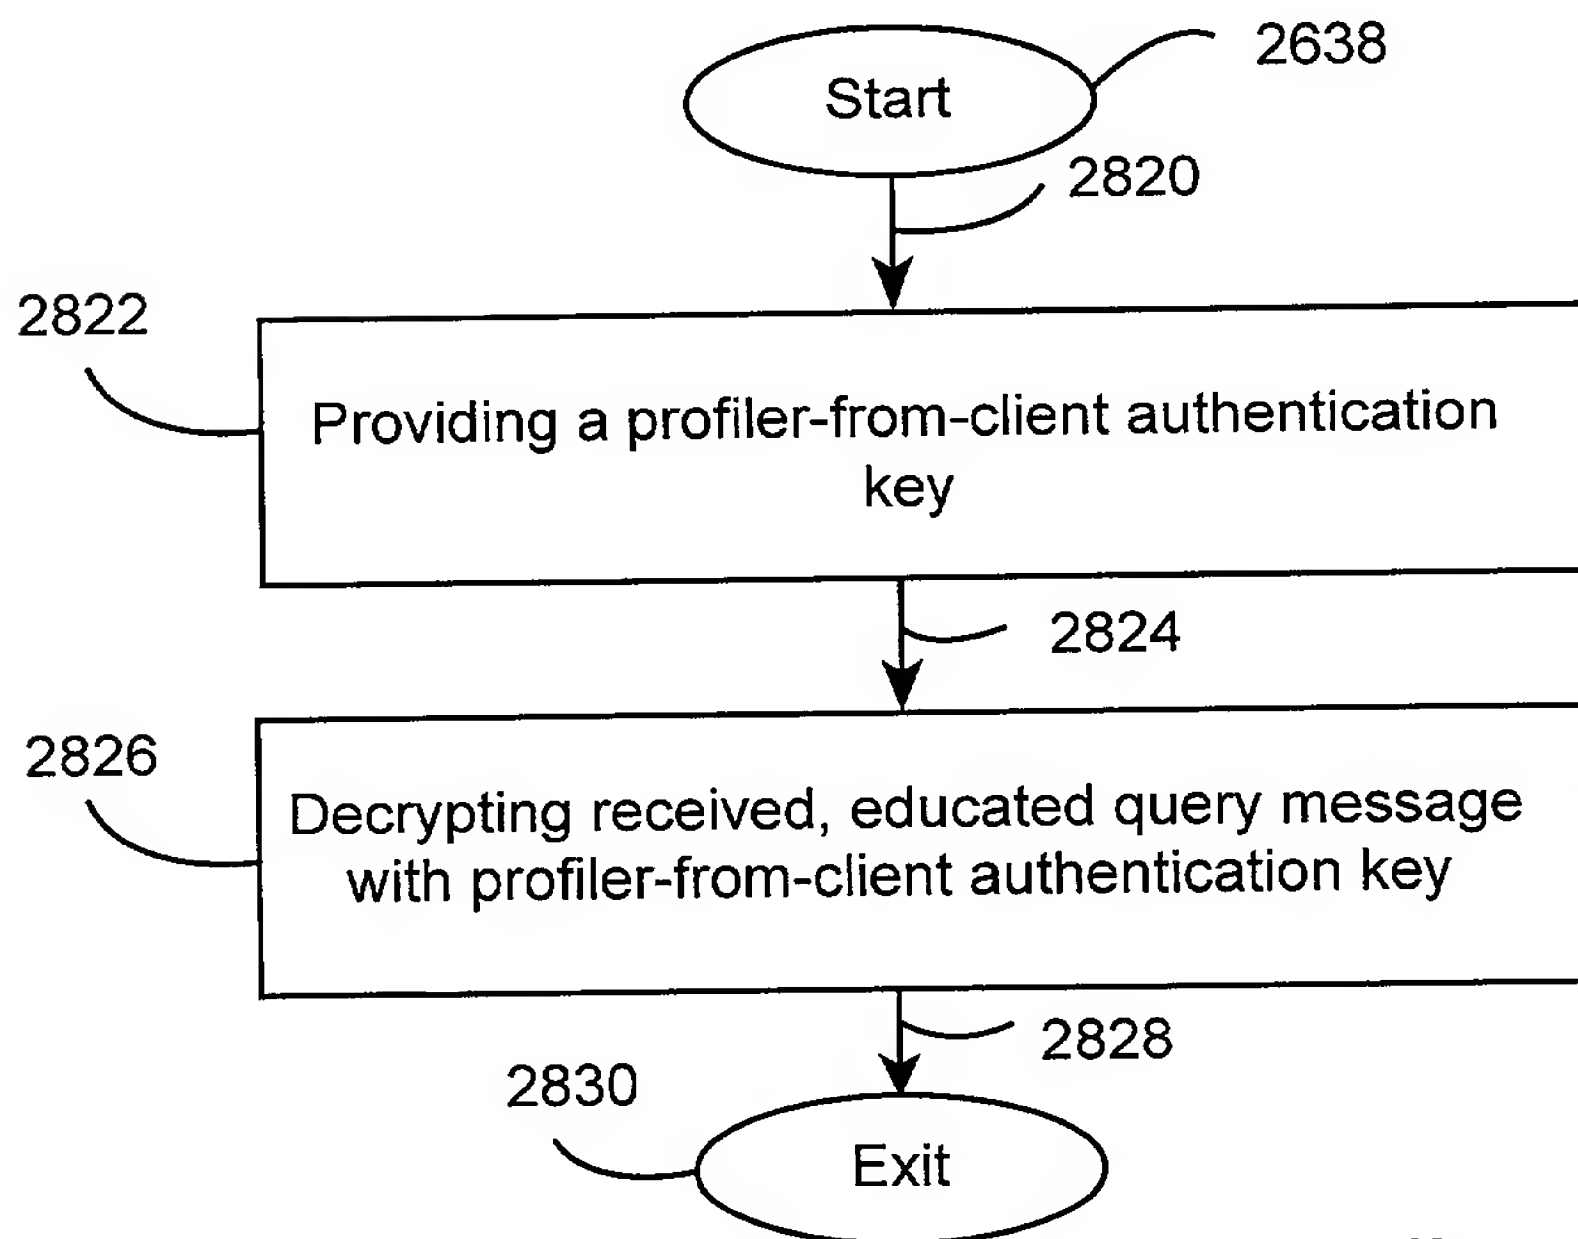 2638
Start
2820
2822
Providing a profiler-from-client authentication
key
2824
2826
Decrypting received, educated query message
with profiler-from-client authentication key
2828
2830
Exit